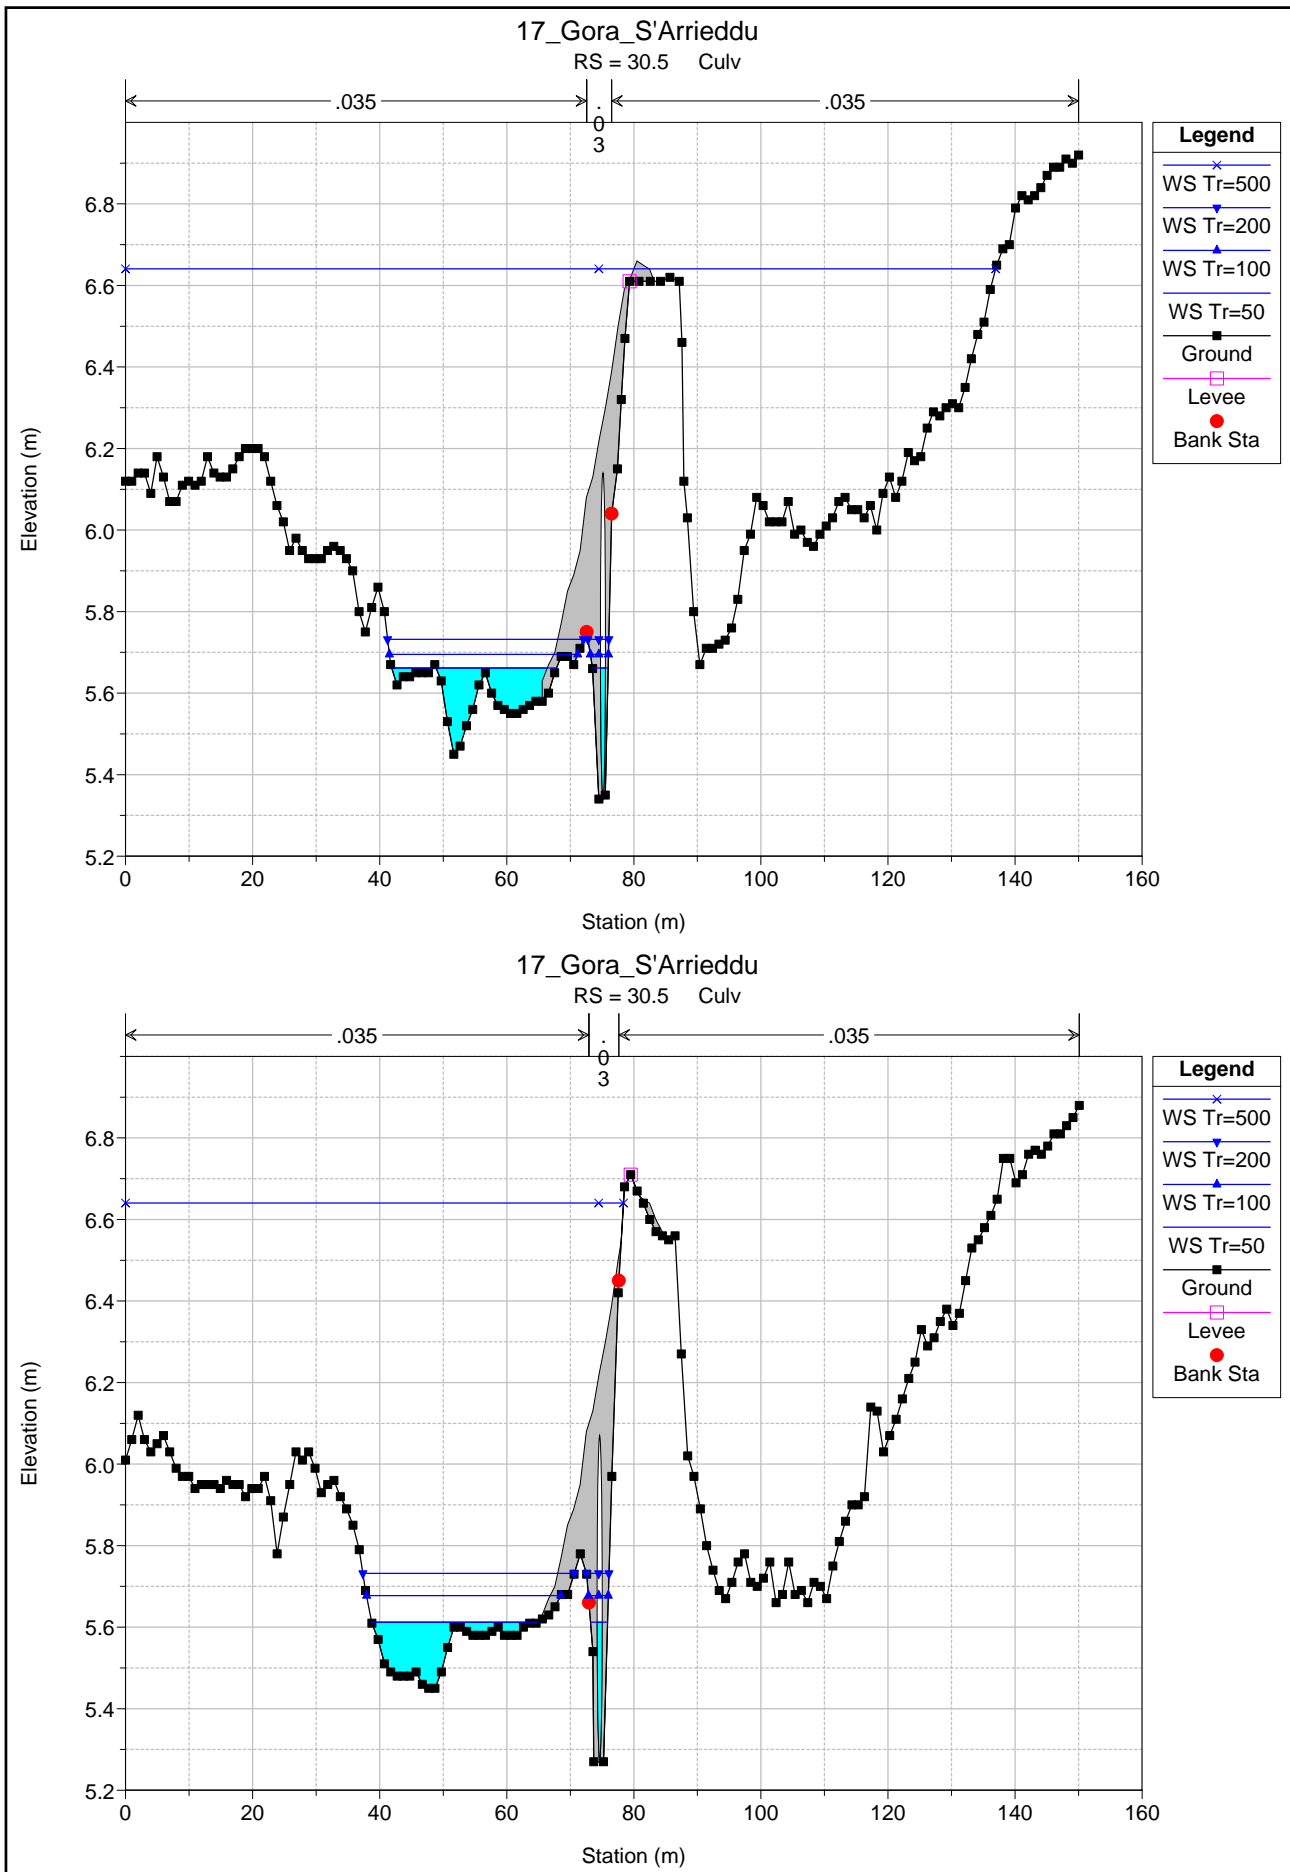 17_Gora_S'Arrieddu
RS = 30.5 Culv
.035
.03
.035
Legend
WS Tr=500
WS Tr=200
WS Tr=100
WS Tr=50
Ground
Levee
Bank Sta
6.8
6.6
6.4
6.2
6.0
5.8
5.6
5.4
5.2
Elevation (m)
0 20 40 60 80 100 120 140 160
Station (m)
17_Gora_S'Arrieddu
RS = 30.5 Culv
.035
.03
.035
Legend
WS Tr=500
WS Tr=200
WS Tr=100
WS Tr=50
Ground
Levee
Bank Sta
6.8
6.6
6.4
6.2
6.0
5.8
5.6
5.4
5.2
Elevation (m)
0 20 40 60 80 100 120 140 160
Station (m)